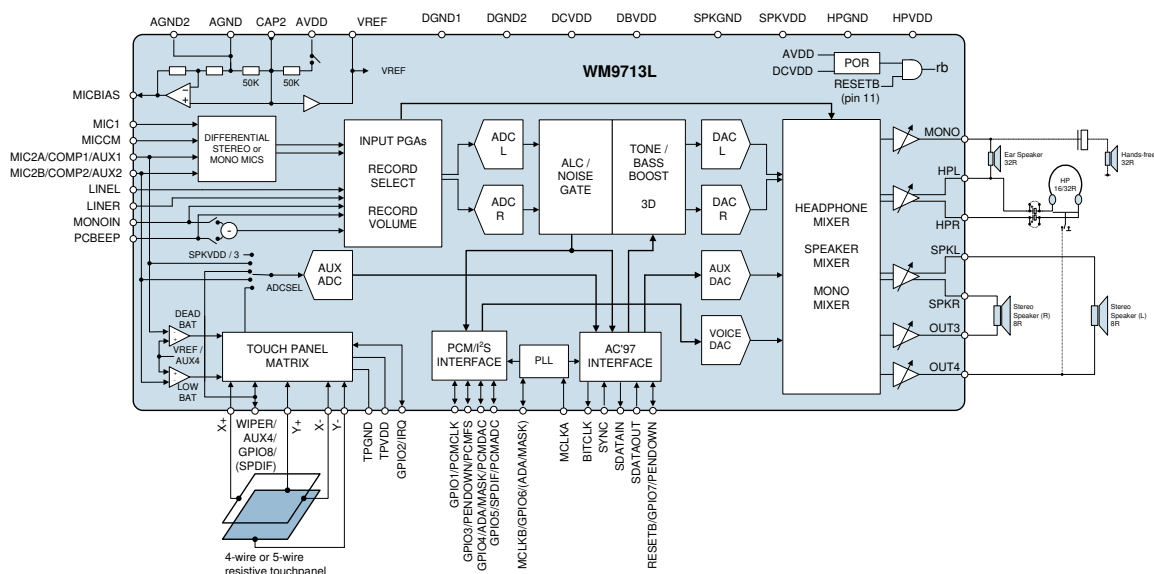 AGND2
AGND
CAP2
AVDD
VREF
DGND1
DGND2
DCVDD
DBVDD
SPKGND
SPKVDD
HPGND
HPVDD
WM9713L
50K
50K
VREF
AVDD
DCVDD
POR
RESETB
(pin 11)
rb
MICBIAS
MIC1
MICCM
MIC2A/COMP1/AUX1
MIC2B/COMP2/AUX2
LINEL
LINER
MONOIN
PCBEEP
DIFFERENTIAL
STEREO or
MONO MICS
INPUT PGAs
RECORD
SELECT
RECORD
VOLUME
ADC
L
ADC
R
ALC /
NOISE
GATE
TONE /
BASS
BOOST
3D
DAC
L
DAC
R
AUX
DAC
VOICE
DAC
HEADPHONE
MIXER
SPEAKER
MIXER
MONO
MIXER
MONO
HPL
HPR
SPKL
SPKR
OUT3
OUT4
Ear Speaker
32R
Hands-free
32R
HP
16/32R
Stereo
Speaker (R)
8R
Stereo
Speaker (L)
8R
SPKVDD / 3
ADCSEL
AUX
ADC
DEAD
BAT
VREF /
AUX4
LOW
BAT
TOUCH PANEL
MATRIX
PCM/I²S
INTERFACE
PLL
AC'97
INTERFACE
X+
WIPER/
AUX4/
GPIO8/
(SPDIF)
Y+
X-
Y-
TPGND
TPVDD
GPIO2/IRQ
GPIO1/PCMCLK
GPIO3/PENDOWN/PCMFS
GPIO4/ADA/MASK/PCMDAC
GPIO5/SPDIF/PCMADC
MCLKB/GPIO6/(ADA/MASK)
MCLKA
BITCLK
SYNC
SDATAIN
SDATAOUT
RESETB/GPIO7/PENDOWN
4-wire or 5-wire
resistive touchpanel